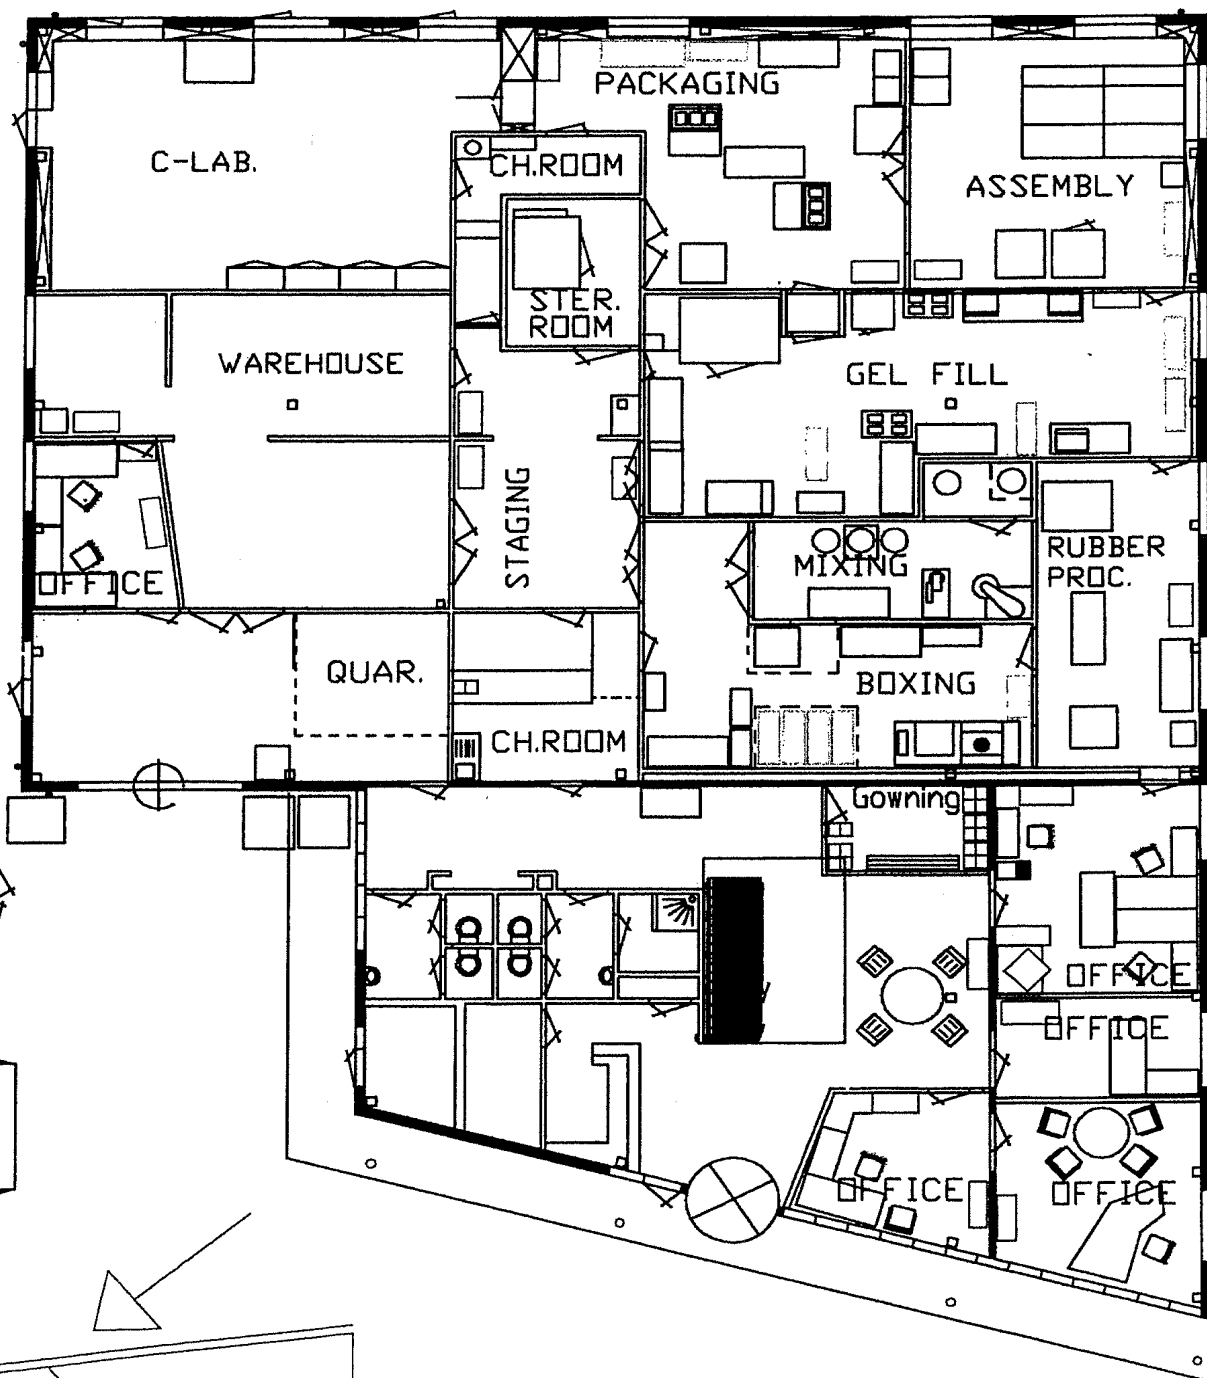 PACKAGING
C-LAB.
CH.ROOM
ASSEMBLY
STER.
ROOM
WAREHOUSE
GEL FILL
STAGING
RUBBER
PROC.
MIXING
OFFICE
QUAR.
BOXING
CH.ROOM
Gowning
OFFICE
OFFICE
OFFICE
OFFICE